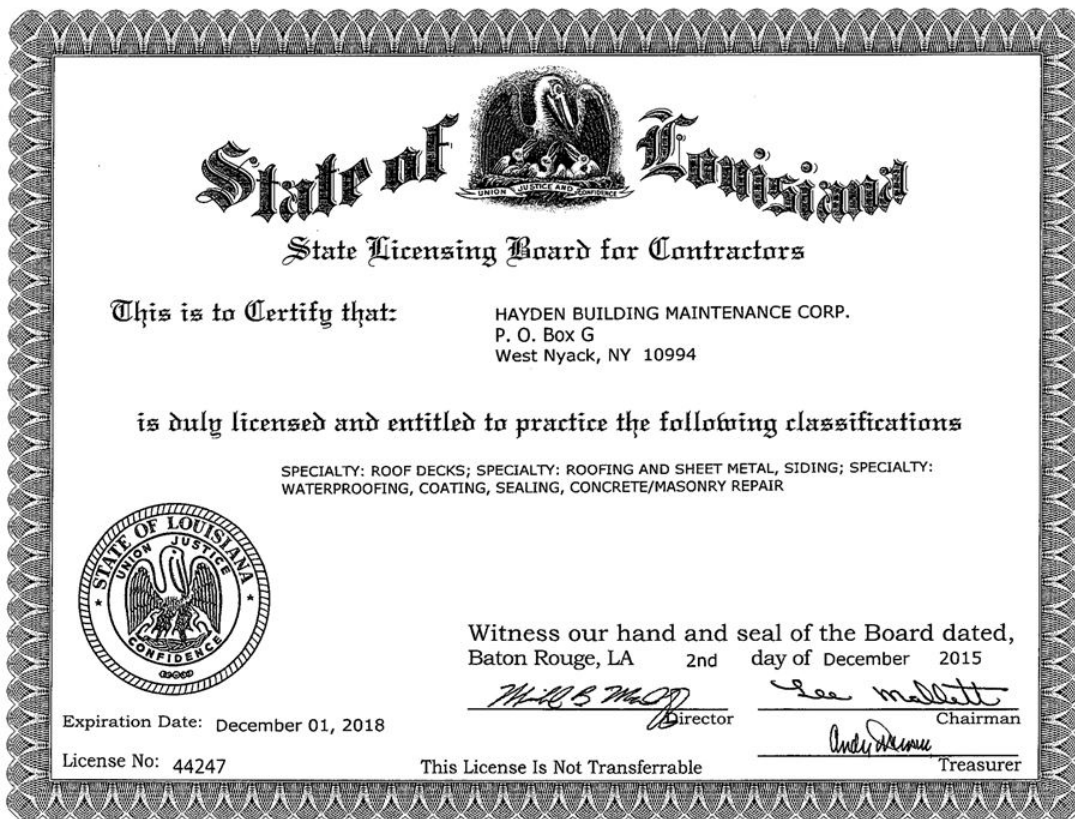 State of Louisiana
UNION JUSTICE AND CONFIDENCE
State Licensing Board for Contractors
This is to Certify that:
HAYDEN BUILDING MAINTENANCE CORP.
P. O. Box G
West Nyack, NY 10994
is duly licensed and entitled to practice the following classifications
SPECIALTY: ROOF DECKS; SPECIALTY: ROOFING AND SHEET METAL, SIDING; SPECIALTY:
WATERPROOFING, COATING, SEALING, CONCRETE/MASONRY REPAIR
STATE OF LOUISIANA
UNION JUSTICE
CONFIDENCE
Witness our hand and seal of the Board dated,
Baton Rouge, LA 2nd day of December 2015
Lee Mallett
Director
Chairman
Expiration Date: December 01, 2018
Andy
Treasurer
License No: 44247
This License Is Not Transferrable